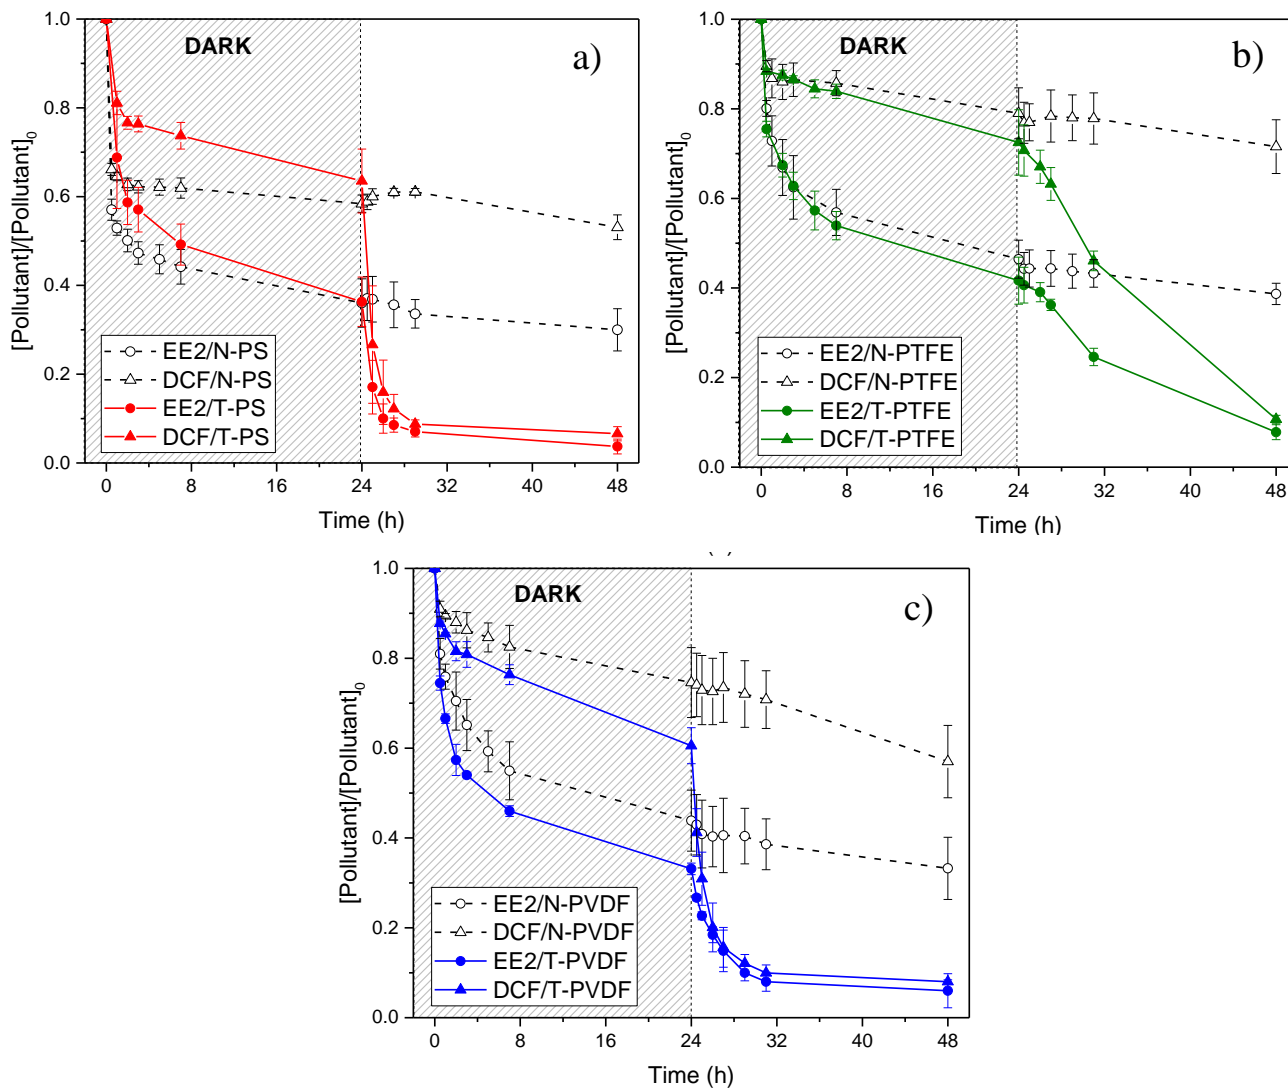 DARK
a)
1.0
0.8
0.6
0.4
0.2
0.0
[Pollutant]/[Pollutant]0
EE2/N-PS
DCF/N-PS
EE2/T-PS
DCF/T-PS
0 8 16 24 32 40 48
Time (h)
DARK
b)
1.0
0.8
0.6
0.4
0.2
0.0
[Pollutant]/[Pollutant]0
EE2/N-PTFE
DCF/N-PTFE
EE2/T-PTFE
DCF/T-PTFE
0 8 16 24 32 40 48
Time (h)
DARK
c)
1.0
0.8
0.6
0.4
0.2
0.0
[Pollutant]/[Pollutant]0
EE2/N-PVDF
DCF/N-PVDF
EE2/T-PVDF
DCF/T-PVDF
0 8 16 24 32 40 48
Time (h)